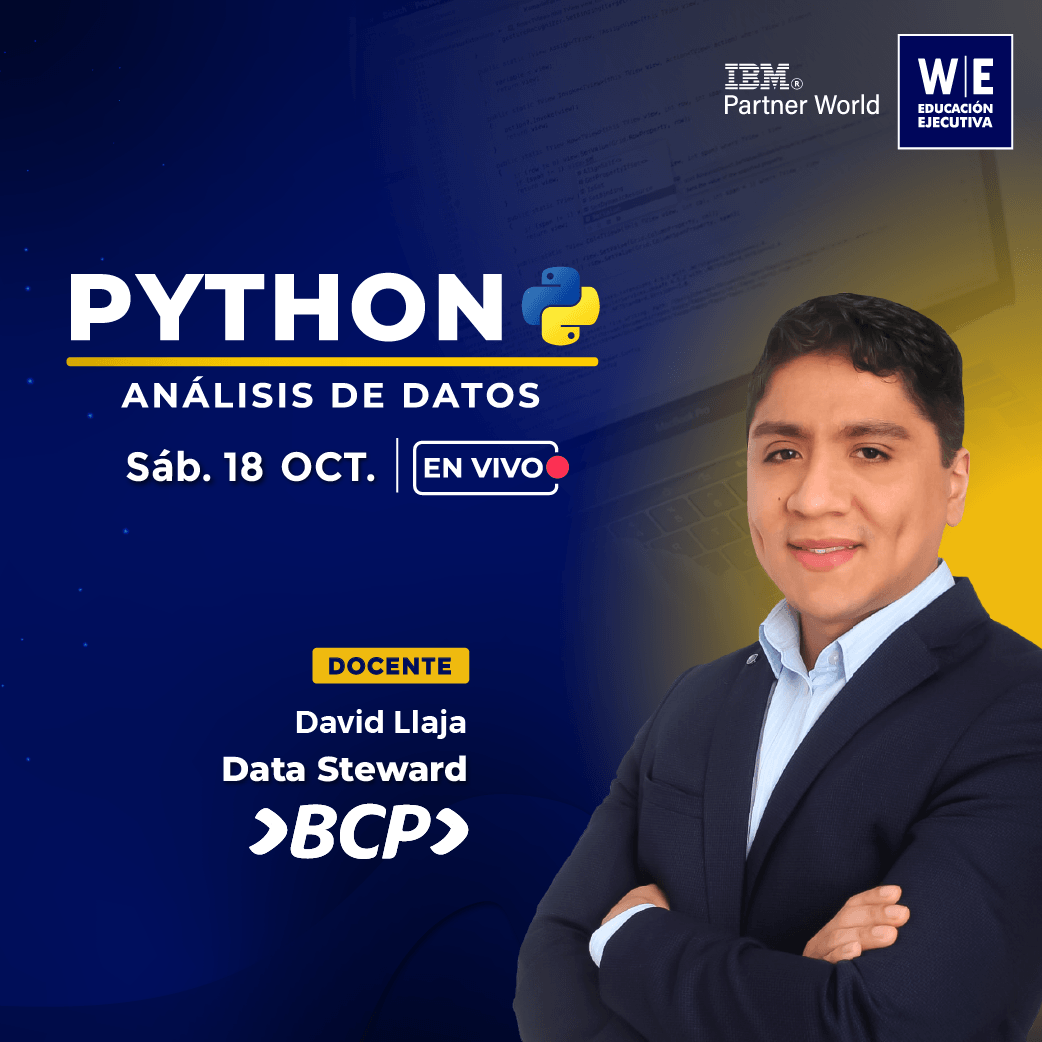 IBM®
Partner World
W|E
EDUCACIÓN
EJECUTIVA
PYTHON
ANÁLISIS DE DATOS
Sáb. 18 OCT. | EN VIVO
DOCENTE
David Llaja
Data Steward
BCP